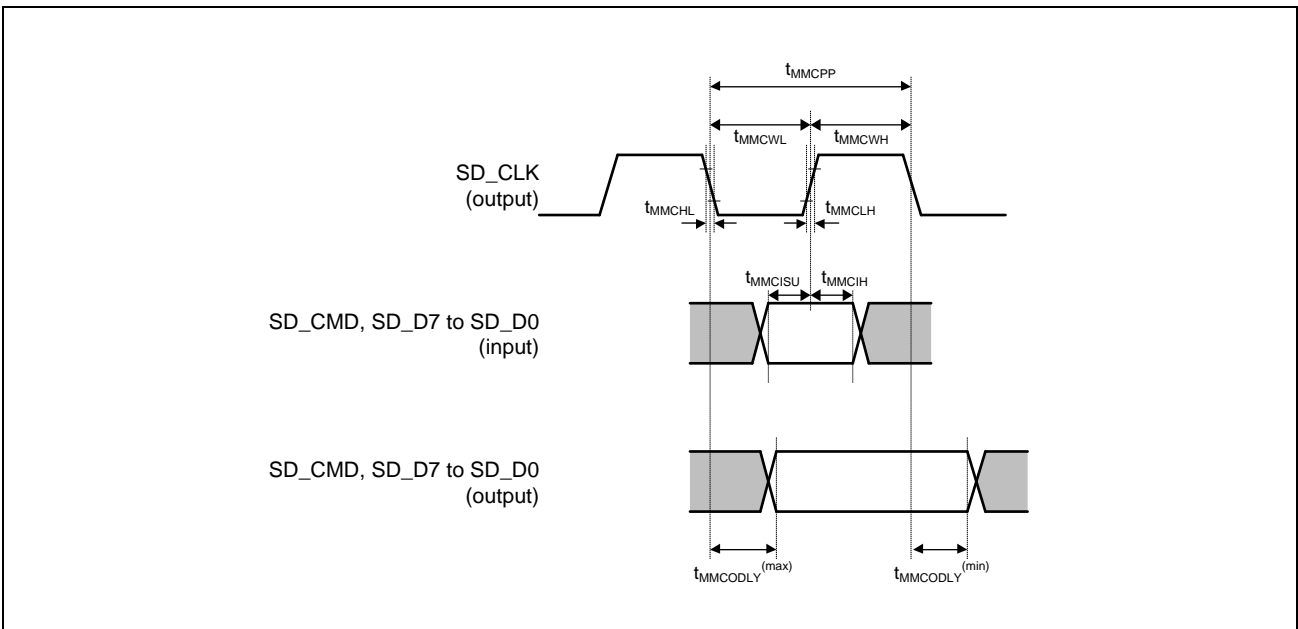 tMMCPP
tMMCWL tMMCWH
SD_CLK
(output)
tMMCHL tMMCLH
tMMCISU tMMCIH
SD_CMD, SD_D7 to SD_D0
(input)
SD_CMD, SD_D7 to SD_D0
(output)
tMMCODLY(max) tMMCODLY(min)